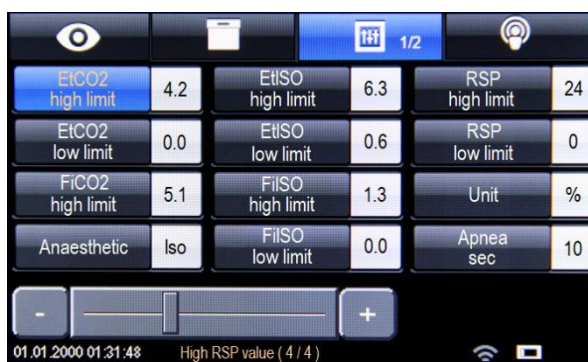 1/2
EtCO2
high limit
4.2
EtISO
high limit
6.3
RSP
high limit
24
EtCO2
low limit
0.0
EtISO
low limit
0.6
RSP
low limit
0
FiCO2
high limit
5.1
FiISO
high limit
1.3
Unit
%
Anaesthetic
Iso
FiISO
low limit
0.0
Apnea
sec
10
-
+
01.01.2000 01:31:48
High RSP value ( 4 / 4 )